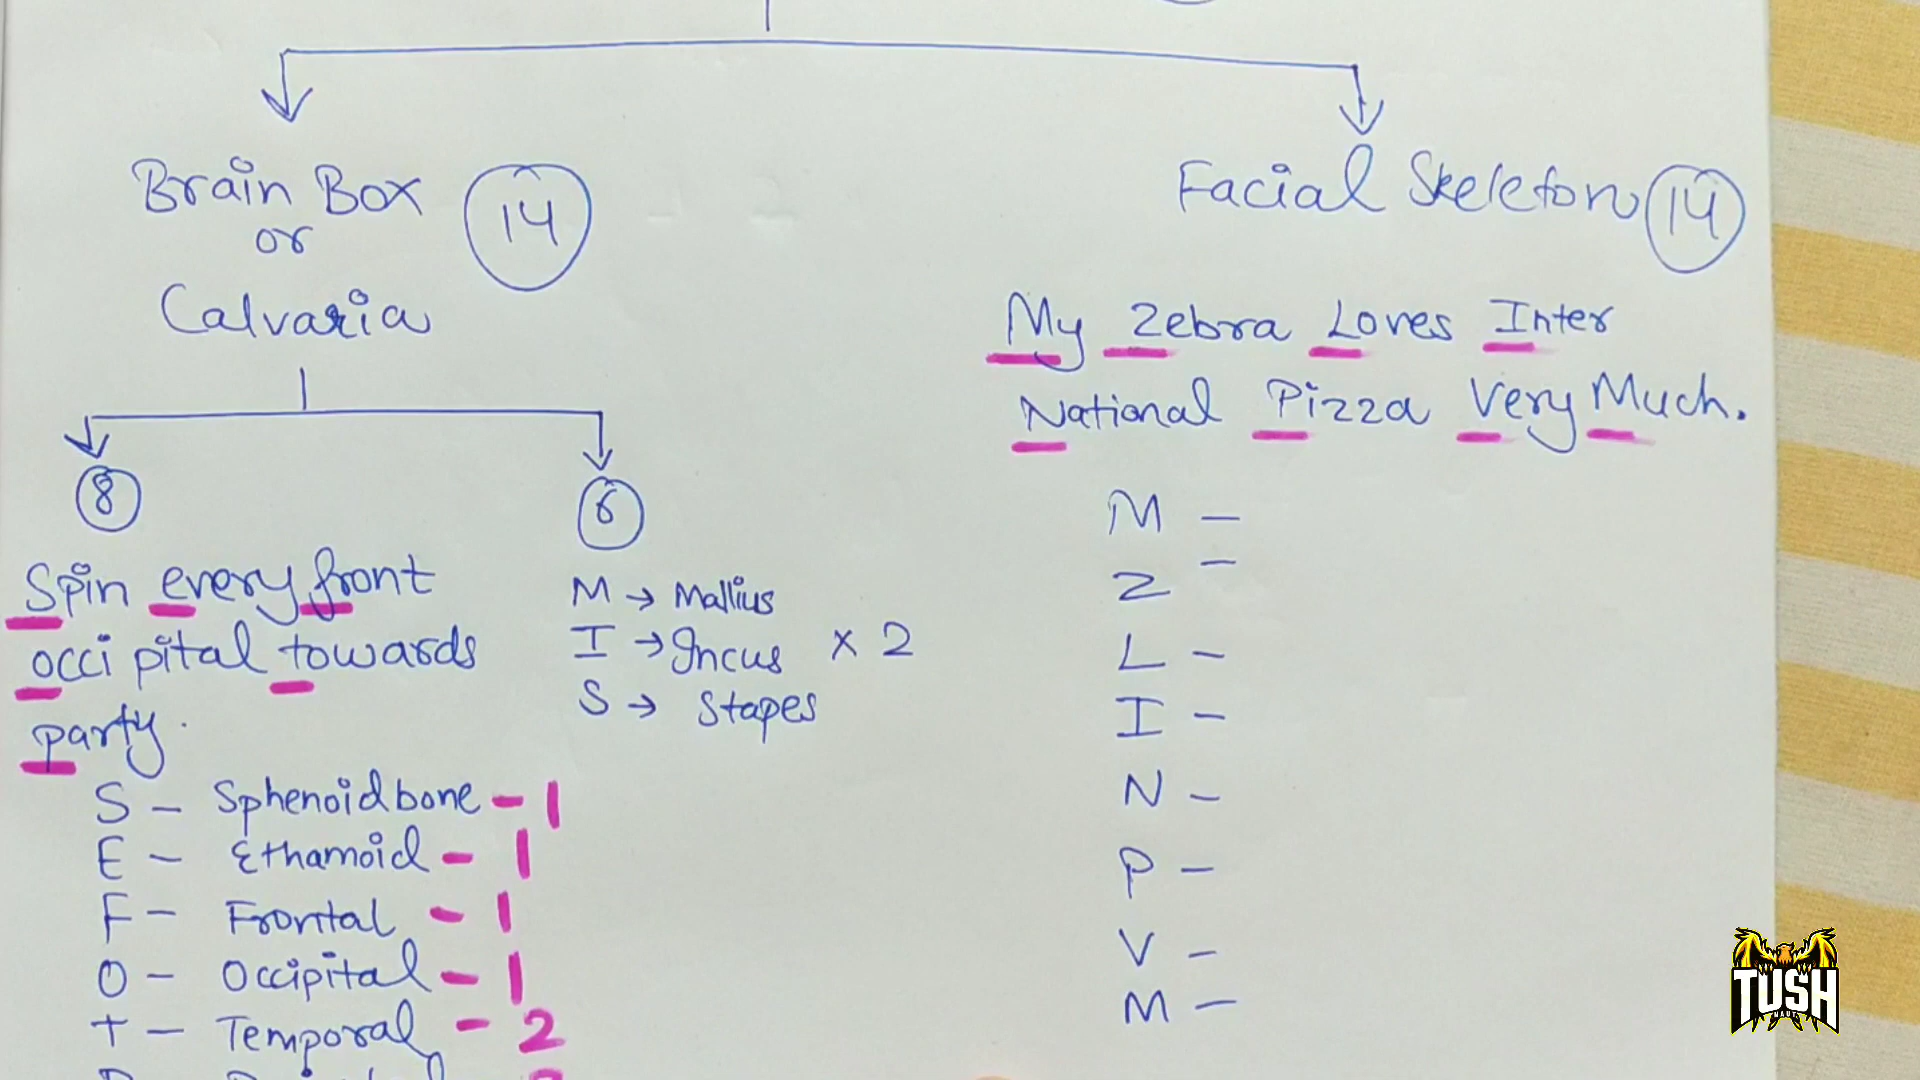 Brain Box
or
Calvaria
14
8
Spin every front
occipital towards
party.
S - Sphenoid bone - 1
E - Ethamoid - 1
F - Frontal - 1
O - Occipital - 1
T - Temporal - 2
6
M → Mallius
I → Incus × 2
S → Stapes
Facial Skeleton 14
My Zebra Loves Inter
National Pizza Very Much.
M -
Z -
L -
I -
N -
P -
V -
M -
TUSH